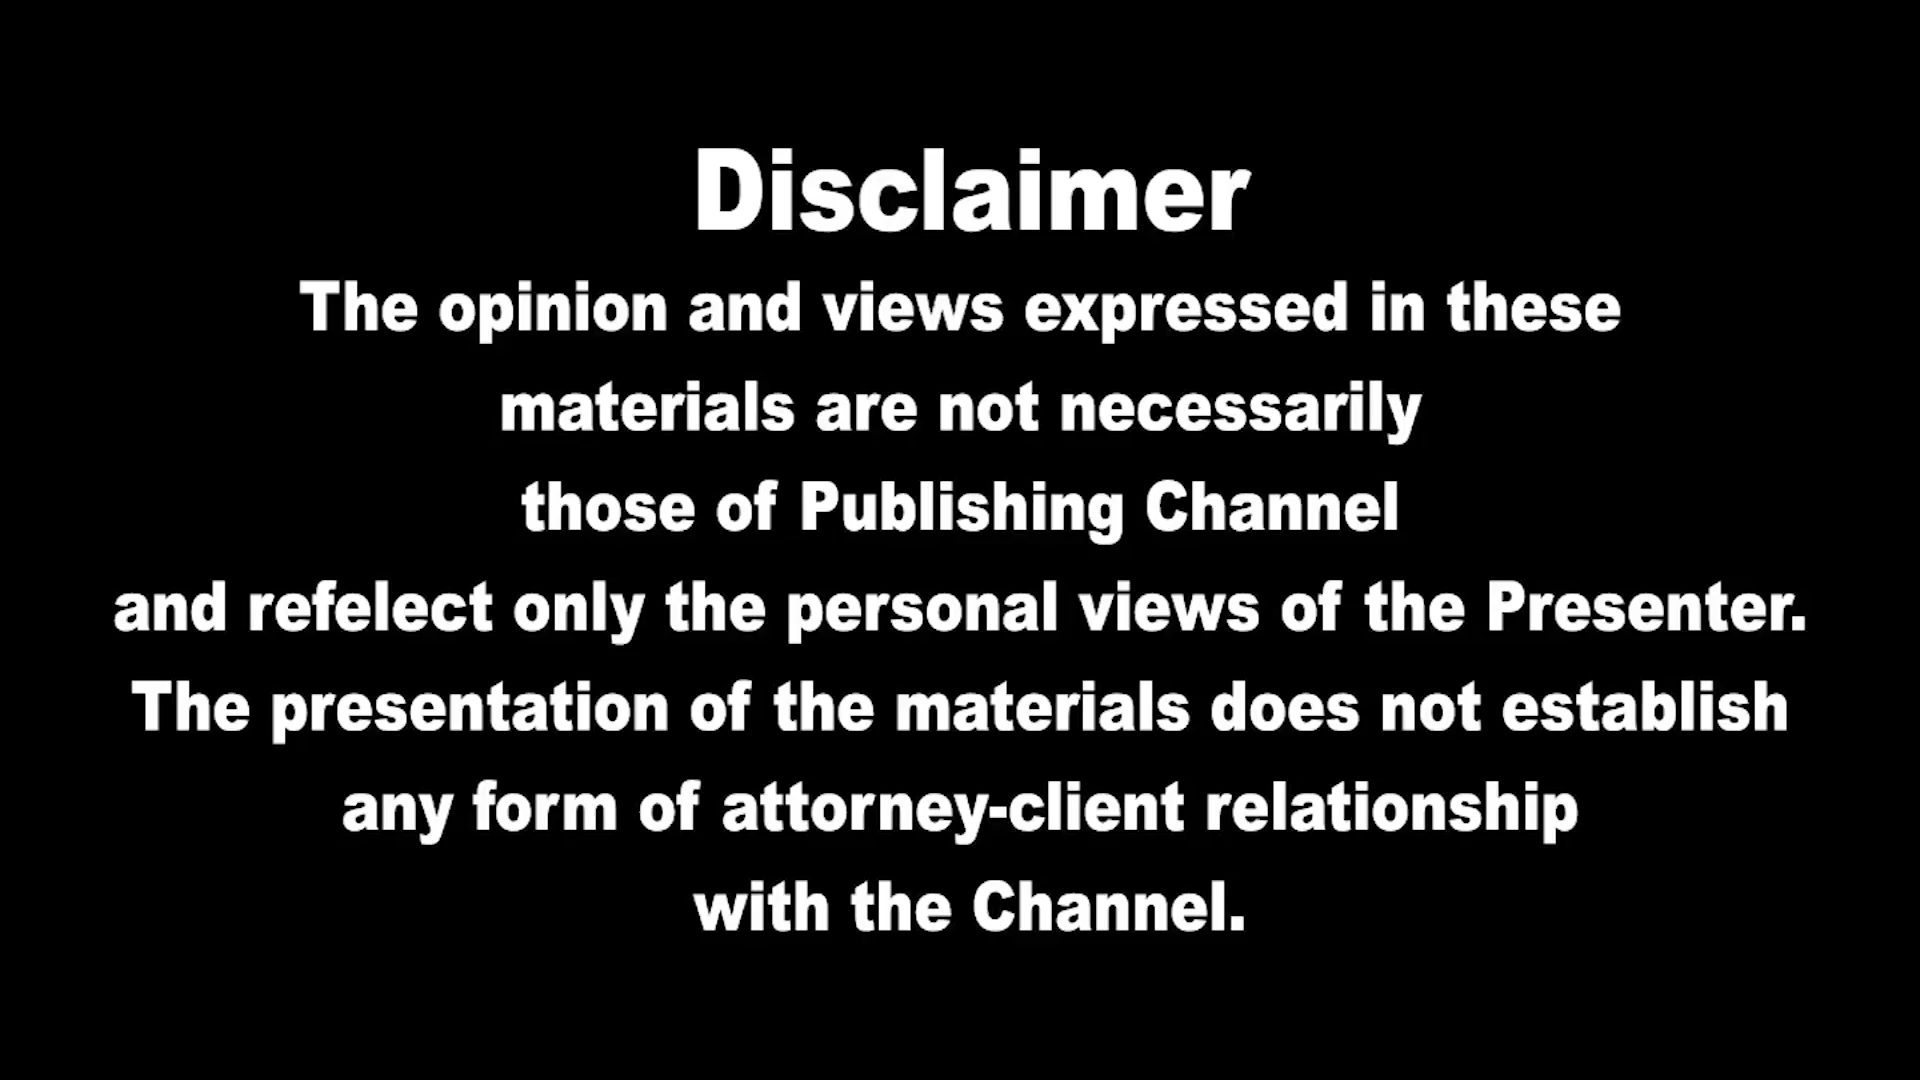 Disclaimer
The opinion and views expressed in these
materials are not necessarily
those of Publishing Channel
and refelect only the personal views of the Presenter.
The presentation of the materials does not establish
any form of attorney-client relationship
with the Channel.